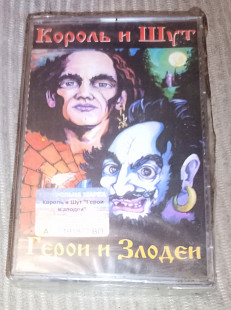 Король и Шут
Король и Шут "Герои
и злодеи"
Герои и Злодеи